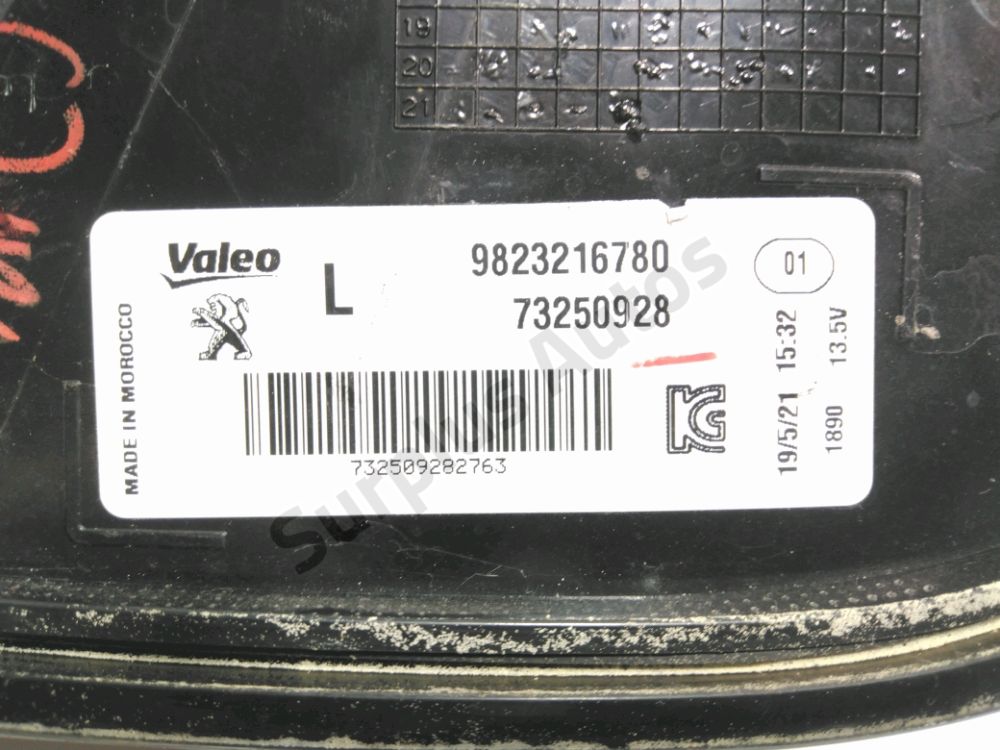 19
20
21
Valeo
L
9823216780
73250928
01
MADE IN MOROCCO
732509282763
19/5/21 15:32
1890 13.5V
Surplus Autos